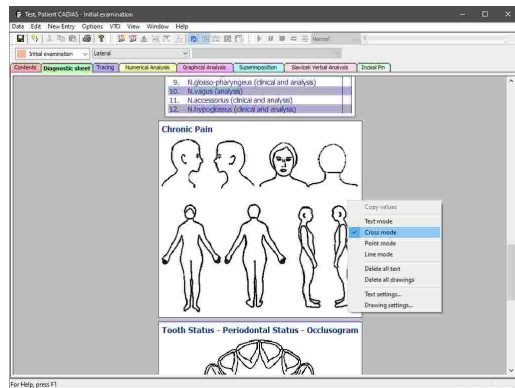 Test, Patient CADIAS - Initial examination
Date Edit New Entry Options VTO View Window Help
Normal
Initial examination Lateral
Contents Diagnostic sheet Tracing Numerical Analysis Graphical Analysis Superimposition Slavicek Verbal Analysis Incisal Pin
9. N.glosso-pharyngeus (clinical and analysis)
10. N.vagus (analysis)
11. N.accessorius (clinical and analysis)
12. N.hypoglossus (clinical and analysis)
Chronic Pain
Copy values
Text mode
Cross mode
Point mode
Line mode
Delete all text
Delete all drawings
Text settings...
Drawing settings...
Tooth Status - Periodontal Status - Occlusogram
For Help, press F1